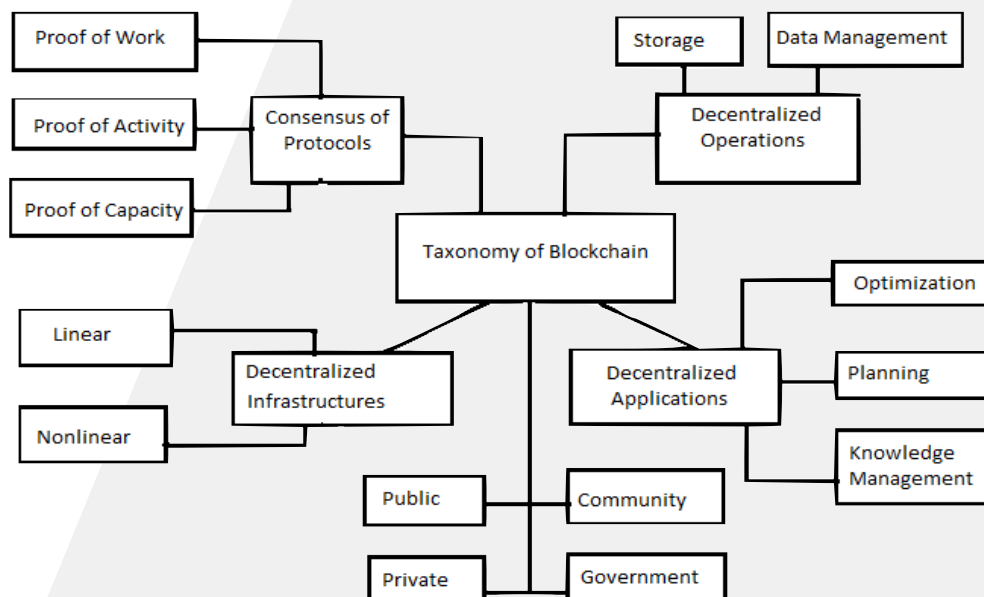 Proof of Work
Storage
Data Management
Proof of Activity
Consensus of
Protocols
Decentralized
Operations
Proof of Capacity
Taxonomy of Blockchain
Optimization
Linear
Decentralized
Infrastructures
Decentralized
Applications
Planning
Nonlinear
Knowledge
Management
Public
Community
Private
Government